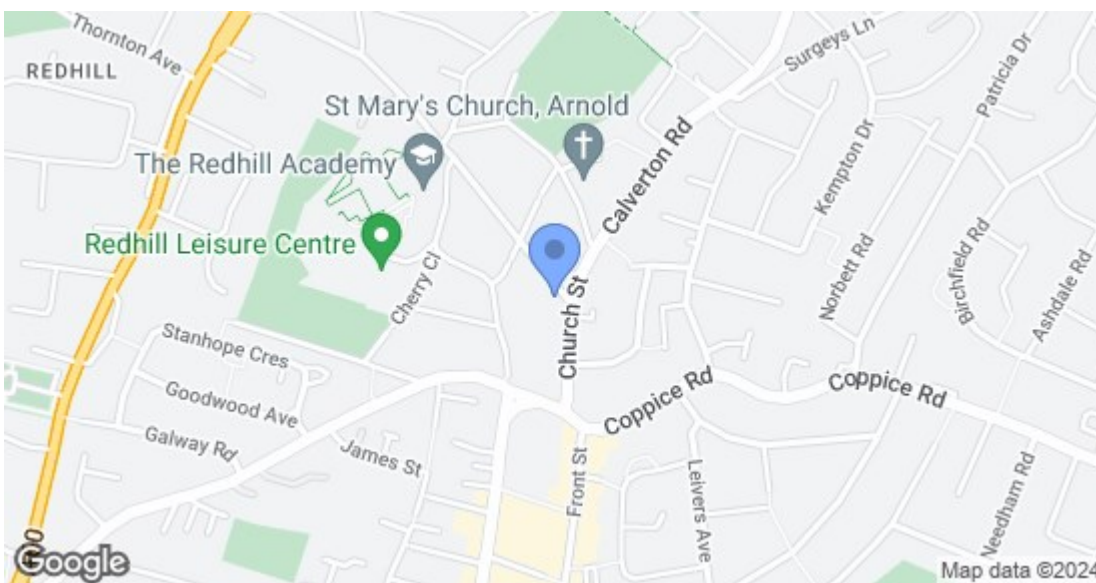 Thornton Ave
REDHILL
Surgeys Ln
Patricia Dr
St Mary's Church, Arnold
The Redhill Academy
Calverton Rd
Kempton Dr
Redhill Leisure Centre
Cherry Cl
Norbett Rd
Birchfield Rd
Ashdale Rd
Church St
Stanhope Cres
Goodwood Ave
Galway Rd
James St
Coppice Rd
Coppice Rd
Front St
Leivers Ave
Needham Rd
Google
Map data ©2024